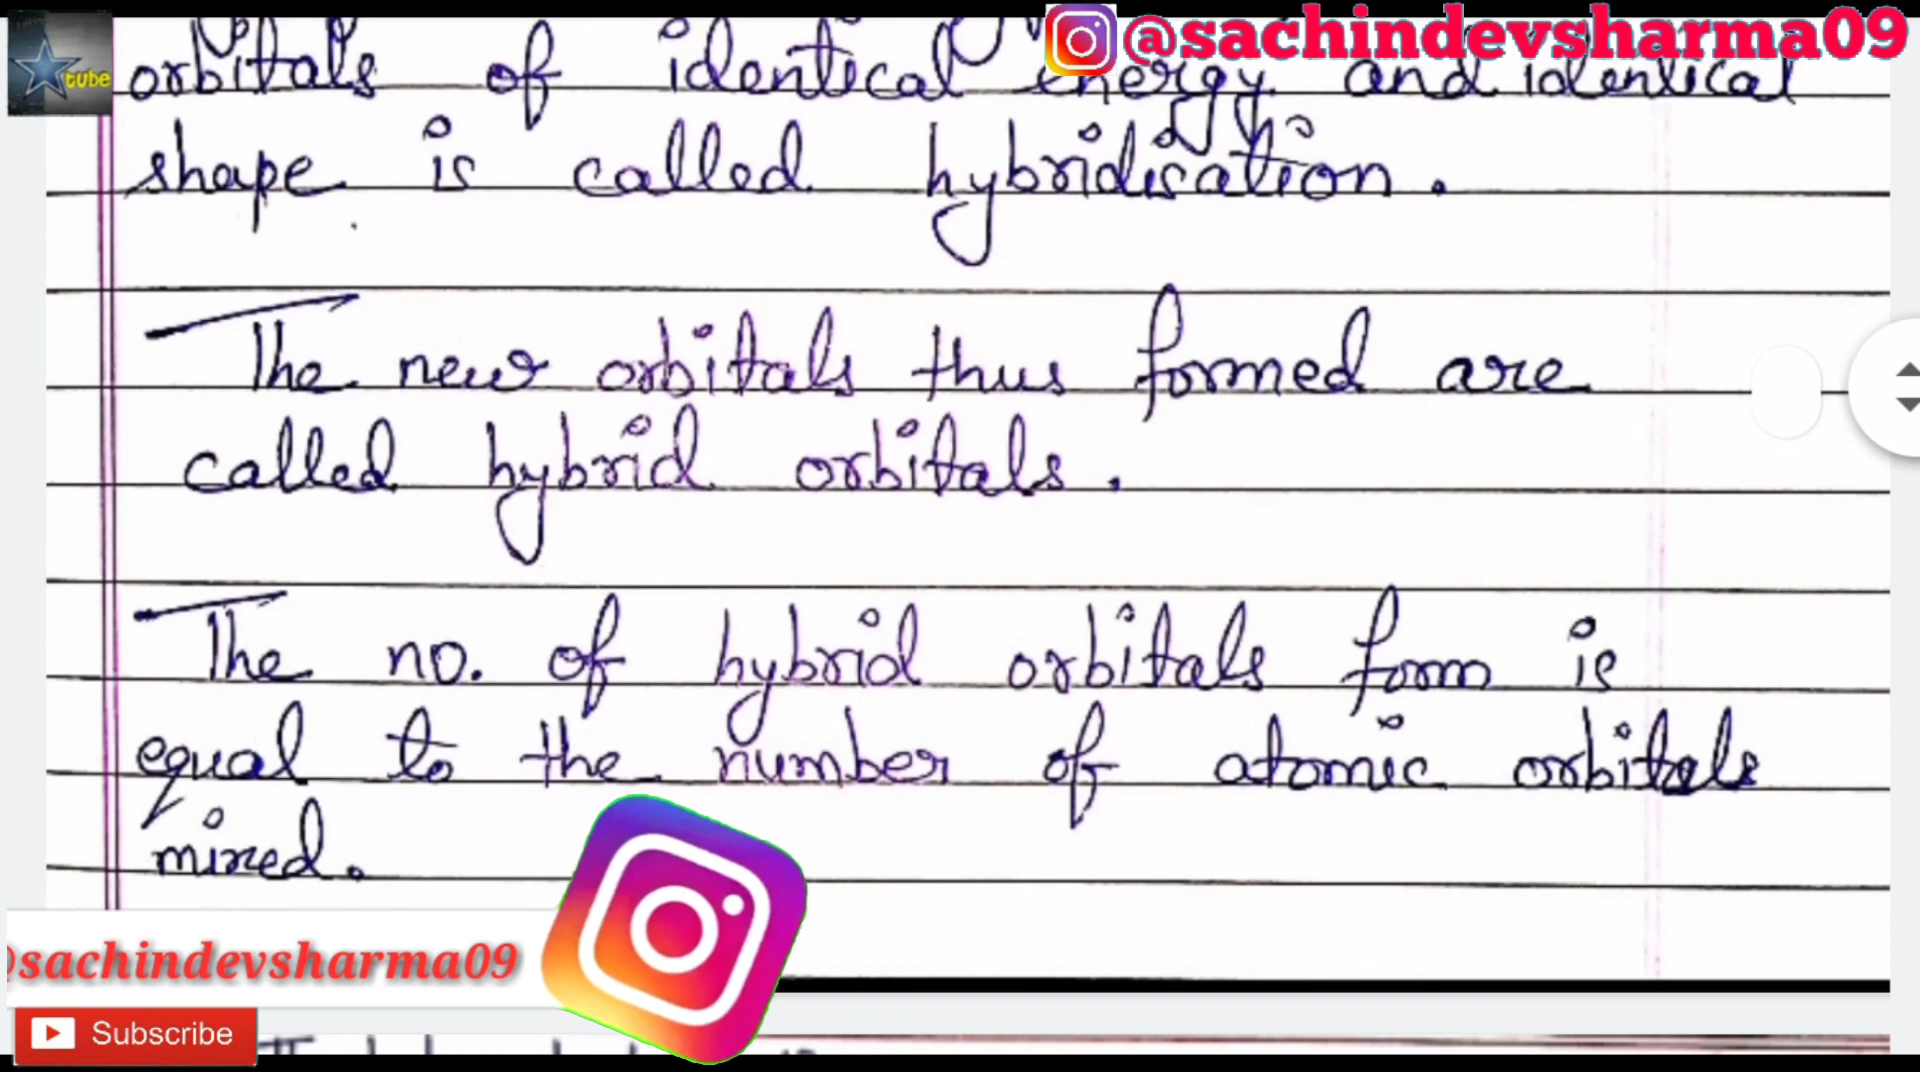 @sachindevsharma09
tube
orbitals of identical energy and identical
shape is called hybridisation.
The new orbitals thus formed are
called hybrid orbitals.
The no. of hybrid orbitals form is
equal to the number of atomic orbitals
mixed.
@sachindevsharma09
Subscribe